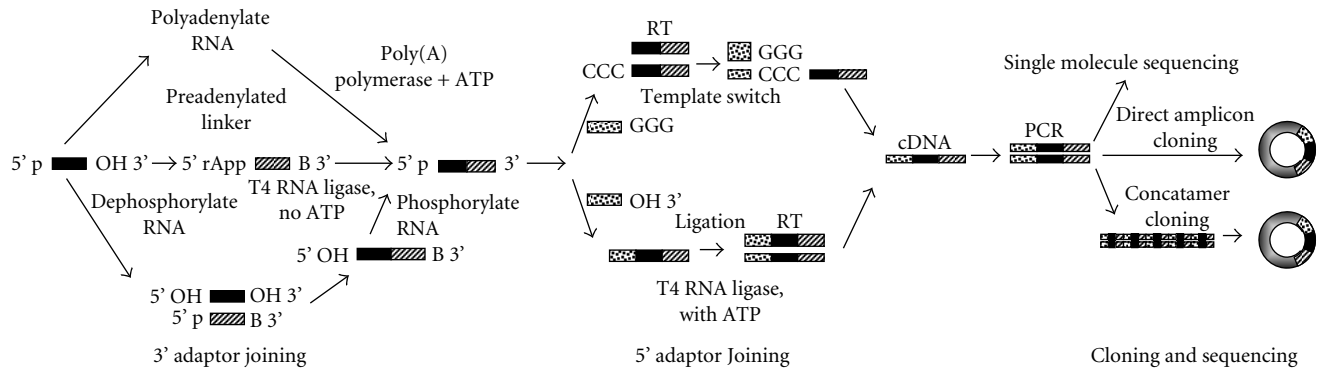 Polyadenylate
RNA
Poly(A)
polymerase + ATP
Preadenylated
linker
5’ p OH 3’ 5’ rApp B 3’ 5’ p 3’
T4 RNA ligase,
no ATP
Dephosphorylate
RNA
Phosphorylate
RNA
5’ OH B 3’
5’ OH OH 3’
5’ p B 3’
3’ adaptor joining
RT
CCC
GGG
CCC
Template switch
GGG
OH 3’
Ligation
RT
T4 RNA ligase,
with ATP
5’ adaptor Joining
cDNA
PCR
Single molecule sequencing
Direct amplicon
cloning
Concatamer
cloning
Cloning and sequencing